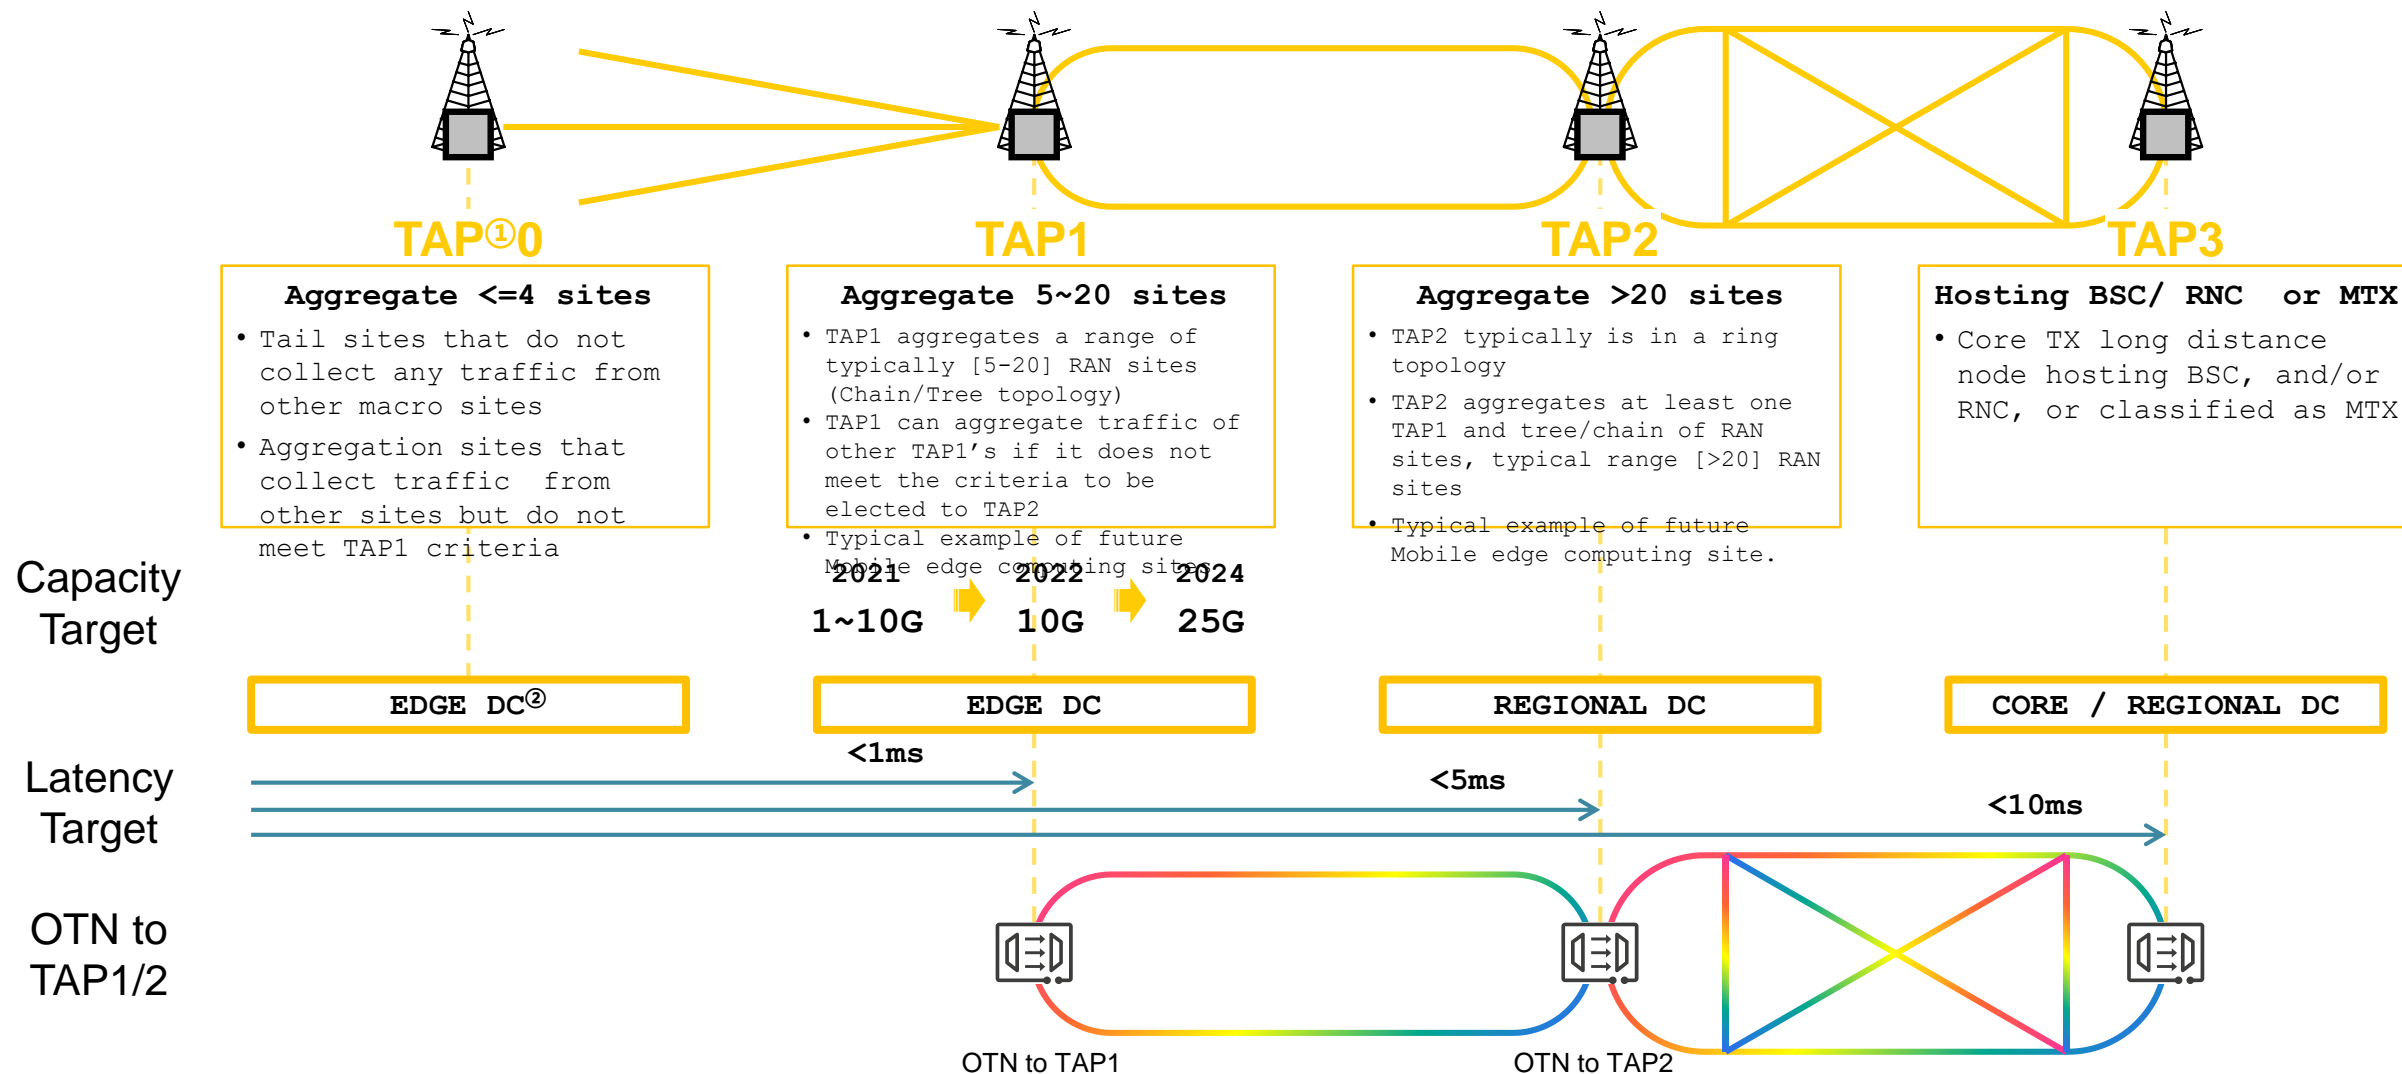 TAP①0
TAP1
TAP2
TAP3
Aggregate <=4 sites
• Tail sites that do not
collect any traffic from
other macro sites
• Aggregation sites that
collect traffic from
other sites but do not
meet TAP1 criteria
Aggregate 5~20 sites
• TAP1 aggregates a range of
typically [5-20] RAN sites
(Chain/Tree topology)
• TAP1 can aggregate traffic of
other TAP1’s if it does not
meet the criteria to be
elected to TAP2
• Typical example of future
Mobile edge computing sites
Aggregate >20 sites
• TAP2 typically is in a ring
topology
• TAP2 aggregates at least one
TAP1 and tree/chain of RAN
sites, typical range [>20] RAN
sites
• Typical example of future
Mobile edge computing site.
Hosting BSC/ RNC or MTX
• Core TX long distance
node hosting BSC, and/or
RNC, or classified as MTX
Capacity
Target
2021
2022
2024
1~10G
10G
25G
EDGE DC②
EDGE DC
REGIONAL DC
CORE / REGIONAL DC
Latency
Target
<1ms
<5ms
<10ms
OTN to
TAP1/2
OTN to TAP1
OTN to TAP2